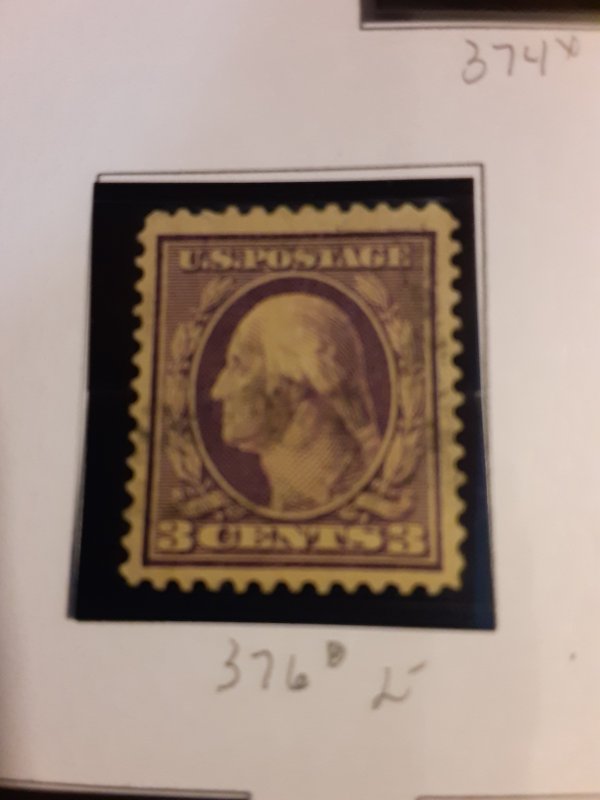 374x
U.S.POSTAGE
3 CENTS 3
376 B